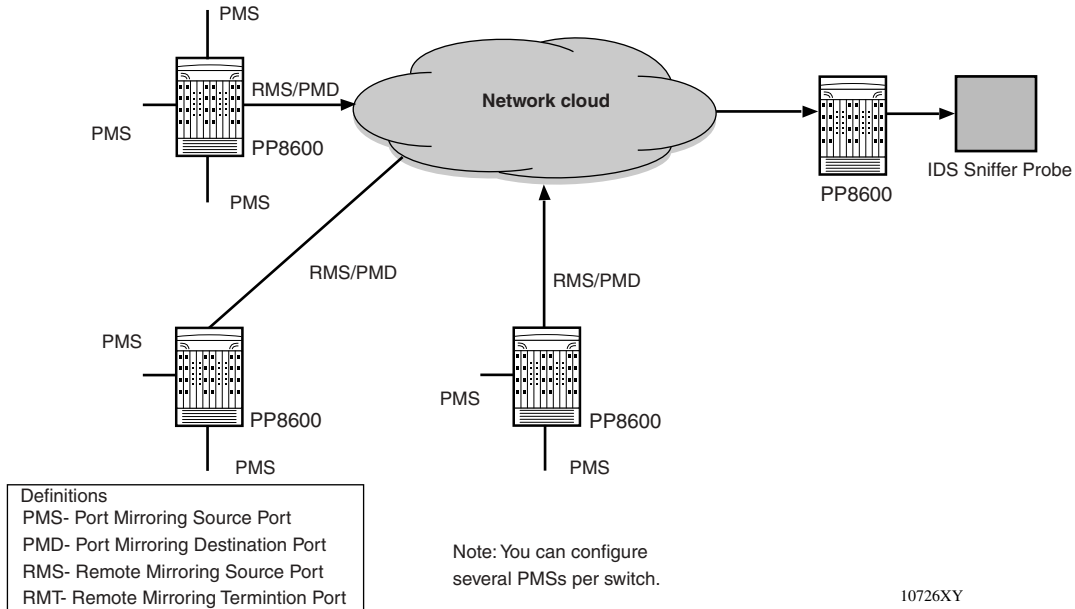 PMS
RMS/PMD
PMS
PP8600
PMS
Network cloud
PP8600
IDS Sniffer Probe
RMS/PMD
RMS/PMD
PMS
PP8600
PMS
PMS
PP8600
PMS
Definitions
PMS- Port Mirroring Source Port
PMD- Port Mirroring Destination Port
RMS- Remote Mirroring Source Port
RMT- Remote Mirroring Termintion Port
Note: You can configure
several PMSs per switch.
10726XY